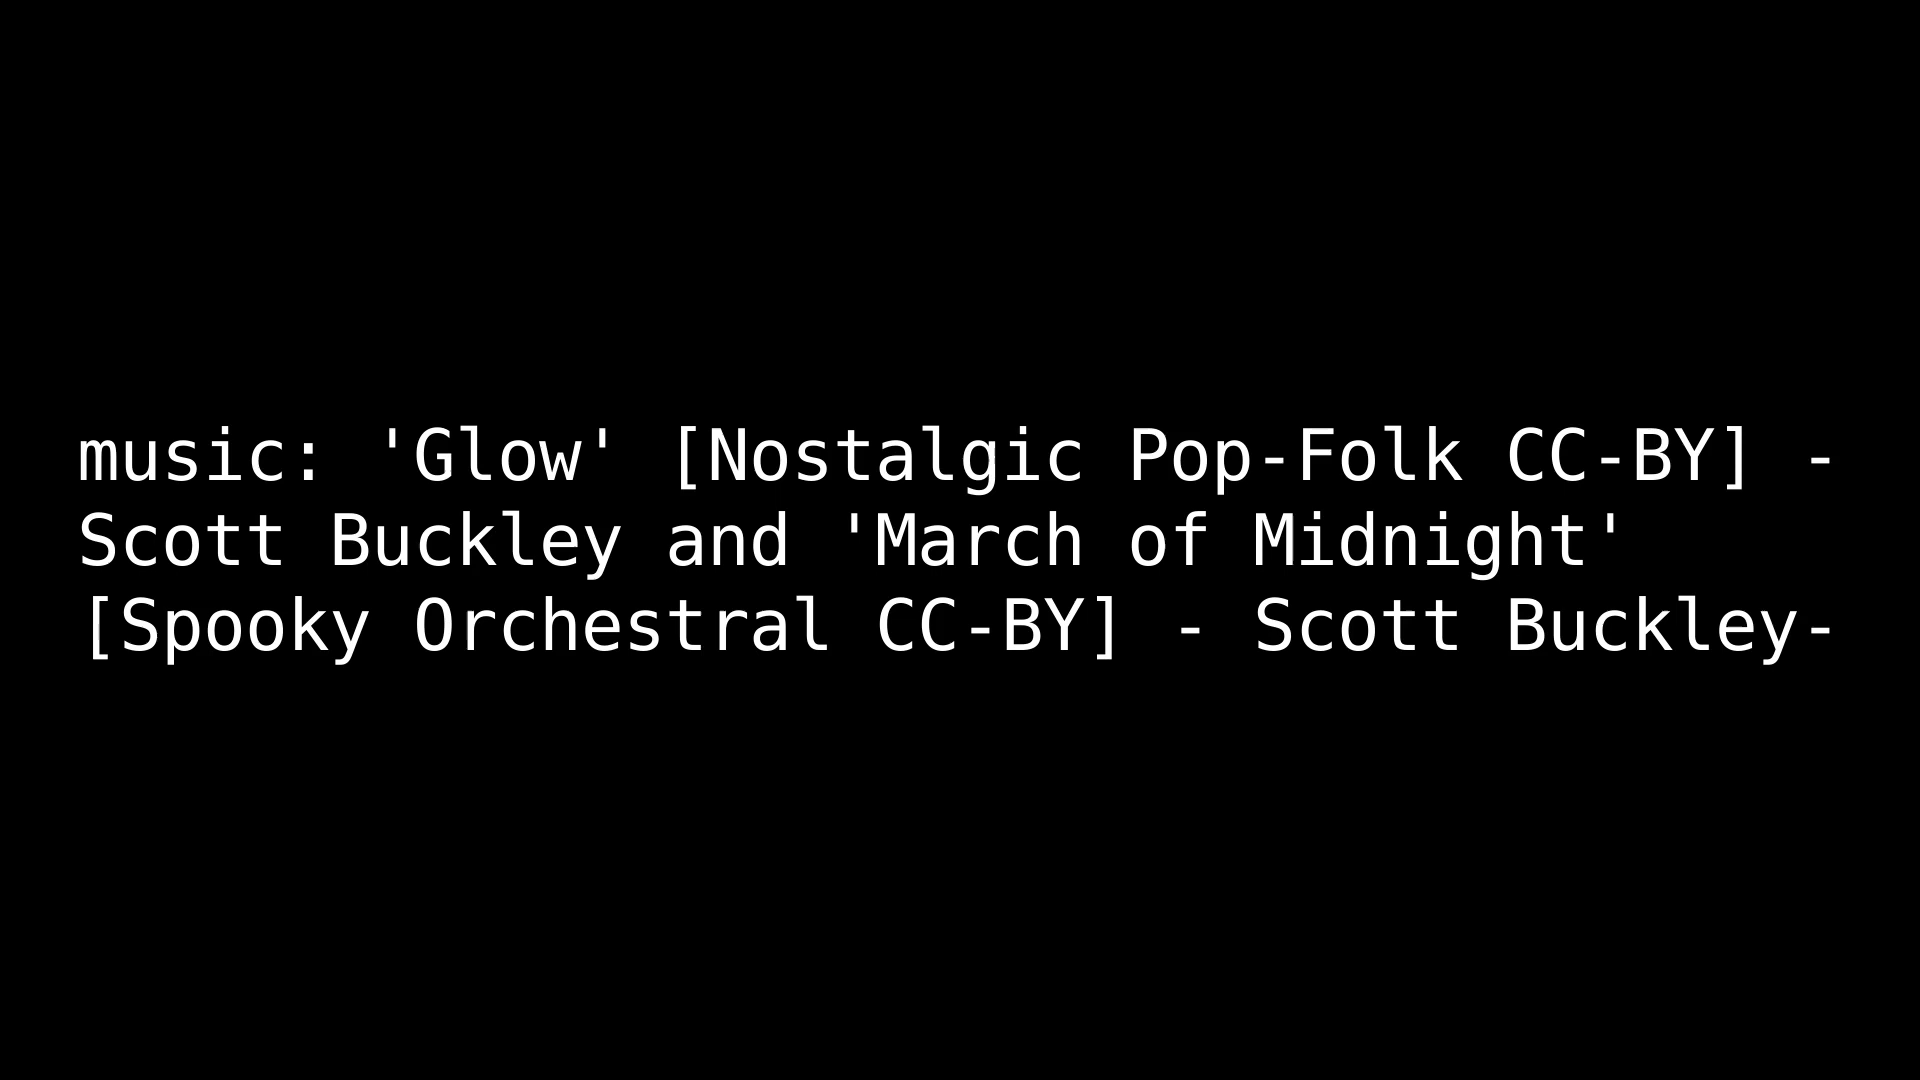 music: 'Glow' [Nostalgic Pop-Folk CC-BY] -
Scott Buckley and 'March of Midnight'
[Spooky Orchestral CC-BY] - Scott Buckley-